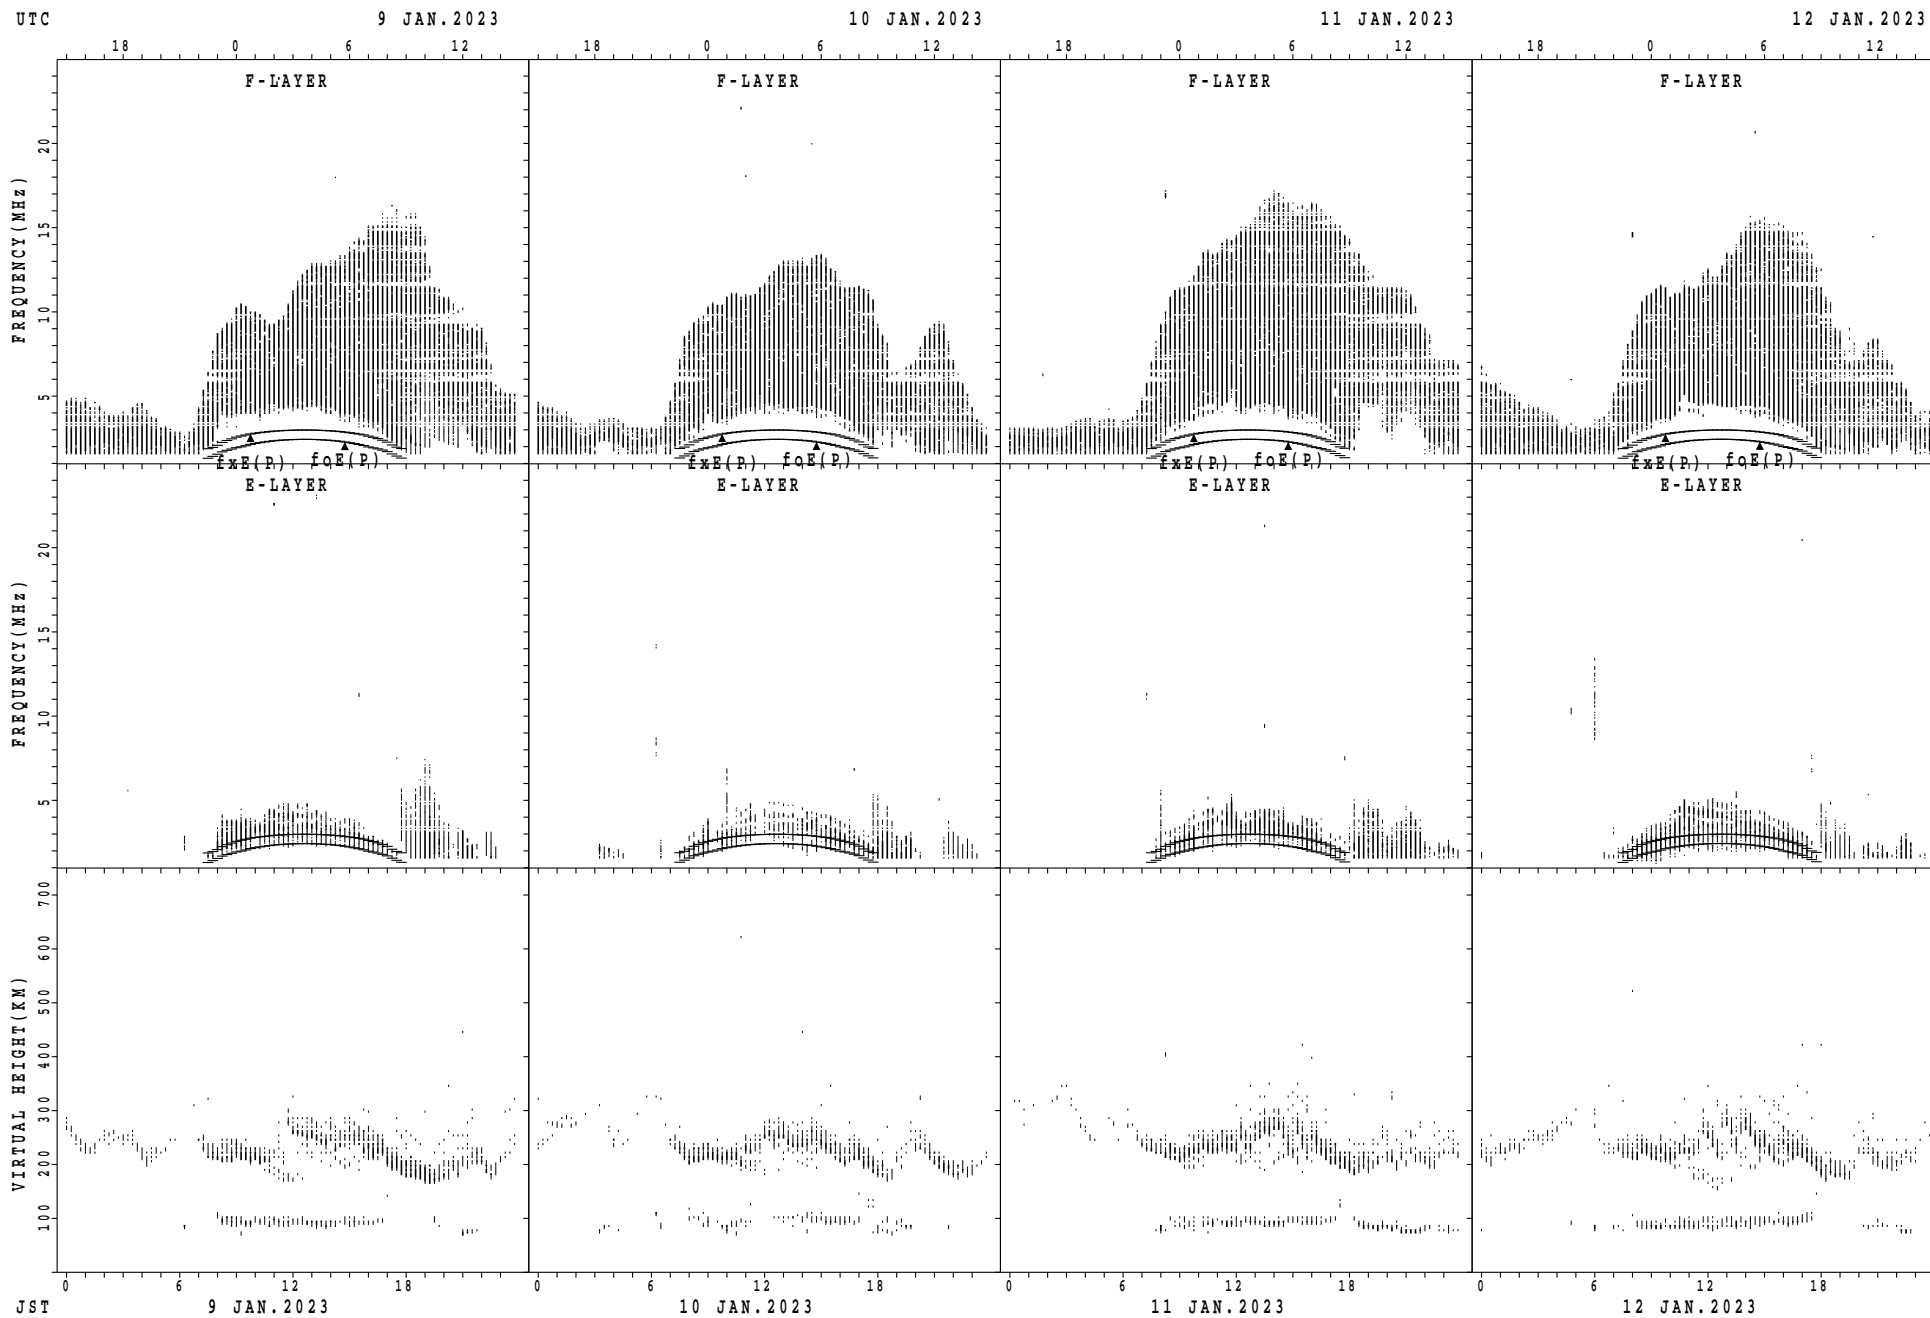 UTC 9 JAN.2023 10 JAN.2023 11 JAN.2023 12 JAN.2023
18 0 6 12 18 0 6 12 18 0 6 12 18 0 6 12
F-LAYER F-LAYER F-LAYER F-LAYER
FREQUENCY(MHz)
20
15
10
5
fxE(P) foE(P) fxE(P) foE(P) fxE(P) foE(P) fxE(P) foE(P)
E-LAYER E-LAYER E-LAYER E-LAYER
FREQUENCY(MHz)
20
15
10
5
VIRTUAL HEIGHT(KM)
700
600
500
400
300
200
100
0 6 12 18 0 6 12 18 0 6 12 18 0 6 12 18
JST 9 JAN.2023 10 JAN.2023 11 JAN.2023 12 JAN.2023